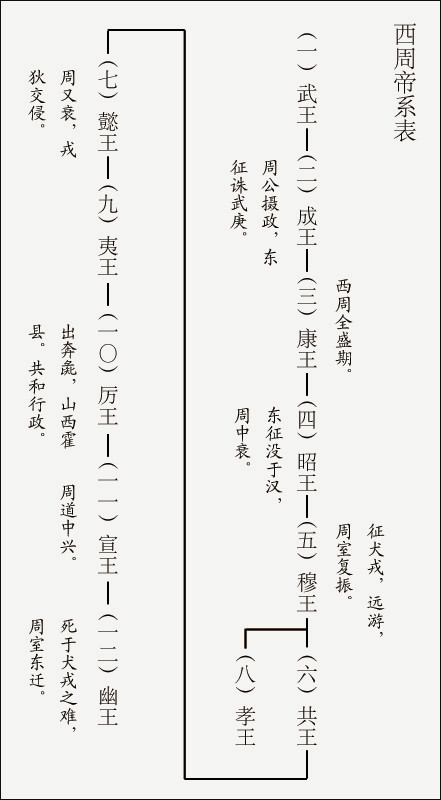 西周帝系表
（一）武王
（二）成王
周公摄政，东
征诛武庚。
（三）康王
西周全盛期。
（四）昭王
东征没于汉，
周中衰。
（五）穆王
征犬戎，远游，
周室复振。
（六）共王
（八）孝王
（七）懿王
周又衰，戎
狄交侵。
（九）夷王
（一〇）厉王
出奔彘，山西霍
县。共和行政。
（一一）宣王
周道中兴。
（一二）幽王
死于犬戎之难，
周室东迁。